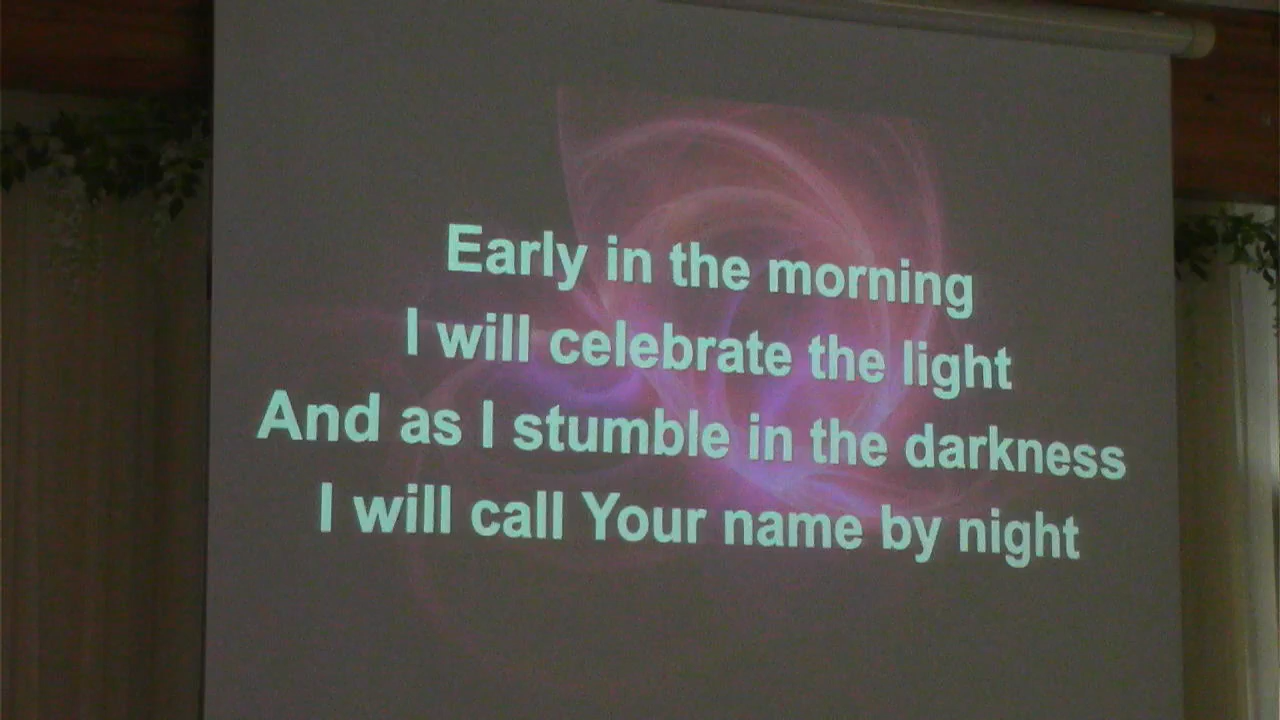 Early in the morning
I will celebrate the light
And as I stumble in the darkness
I will call Your name by night